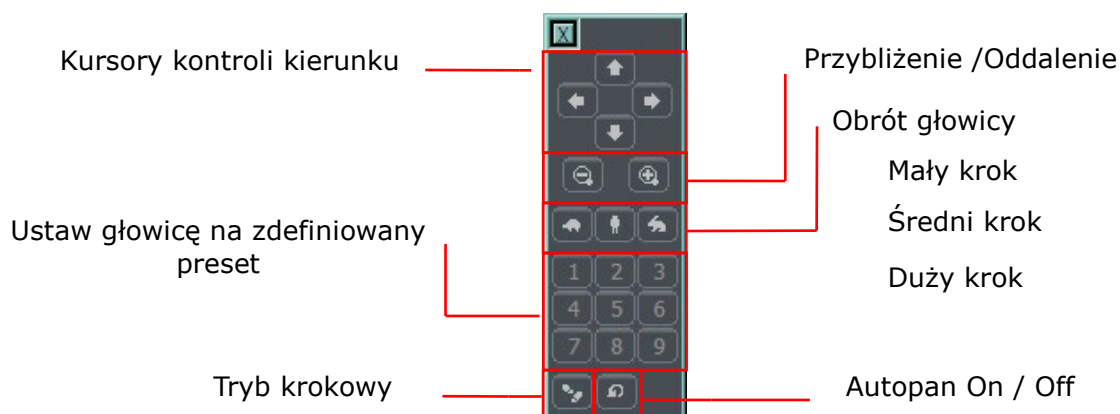 X
Kursory kontroli kierunku
Przybliżenie /Oddalenie
Obrót głowicy
Mały krok
Średni krok
Duży krok
Ustaw głowicę na zdefiniowany
preset
1 2 3
4 5 6
7 8 9
Tryb krokowy
Autopan On / Off